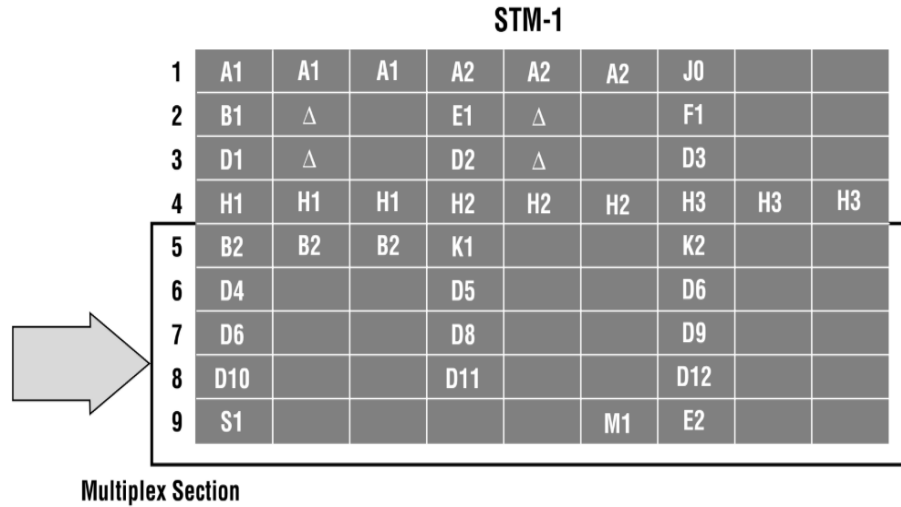 STM-1
1 A1 A1 A1 A2 A2 A2 J0
2 B1 Δ E1 Δ F1
3 D1 Δ D2 Δ D3
4 H1 H1 H1 H2 H2 H2 H3 H3 H3
5 B2 B2 B2 K1 K2
6 D4 D5 D6
7 D6 D8 D9
8 D10 D11 D12
9 S1 M1 E2
Multiplex Section